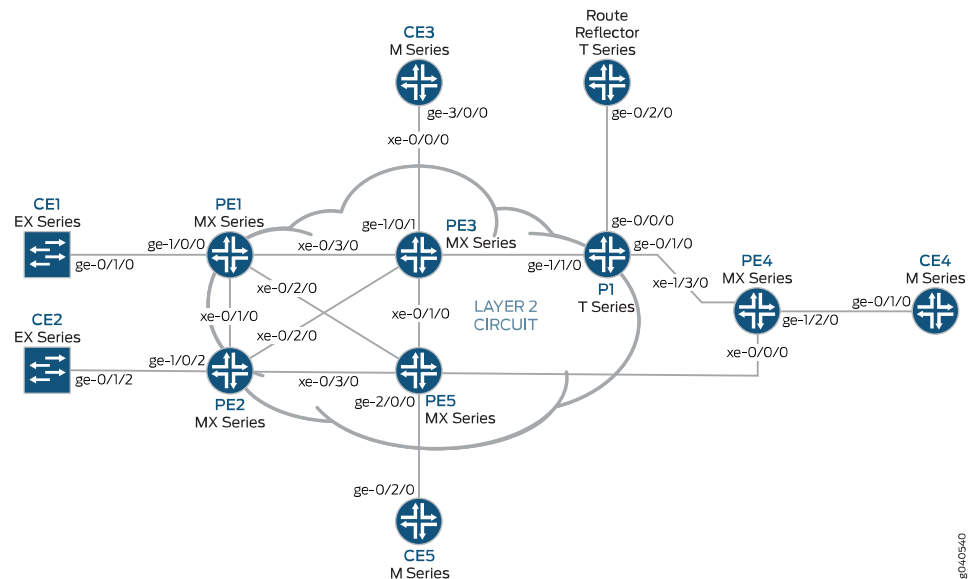 CE3
M Series
ge-3/0/0
xe-0/0/0
Route
Reflector
T Series
ge-0/2/0
CE1
EX Series
ge-0/1/0
PE1
MX Series
ge-1/0/0
xe-0/3/0
xe-0/2/0
ge-1/0/1
PE3
MX Series
ge-0/0/0
ge-0/1/0
ge-1/1/0
P1
T Series
xe-1/3/0
PE4
MX Series
ge-1/2/0
xe-0/0/0
CE4
M Series
ge-0/1/0
LAYER 2
CIRCUIT
xe-0/1/0
xe-0/2/0
xe-0/1/0
CE2
EX Series
ge-0/1/2
ge-1/0/2
PE2
MX Series
xe-0/3/0
ge-2/0/0
PE5
MX Series
ge-0/2/0
CE5
M Series
g040540